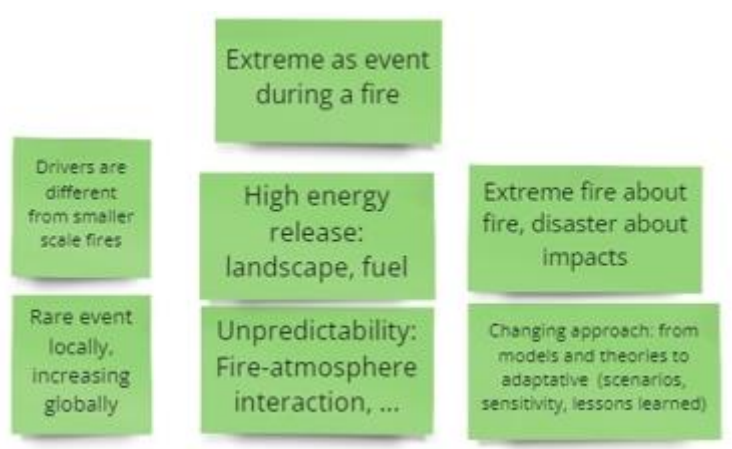 Extreme as event
during a fire
Drivers are
different
from smaller
scale fires
High energy
release:
landscape, fuel
Extreme fire about
fire, disaster about
impacts
Rare event
locally,
increasing
globally
Unpredictability:
Fire-atmosphere
interaction, ...
Changing approach: from
models and theories to
adaptative (scenarios,
sensitivity, lessons learned)